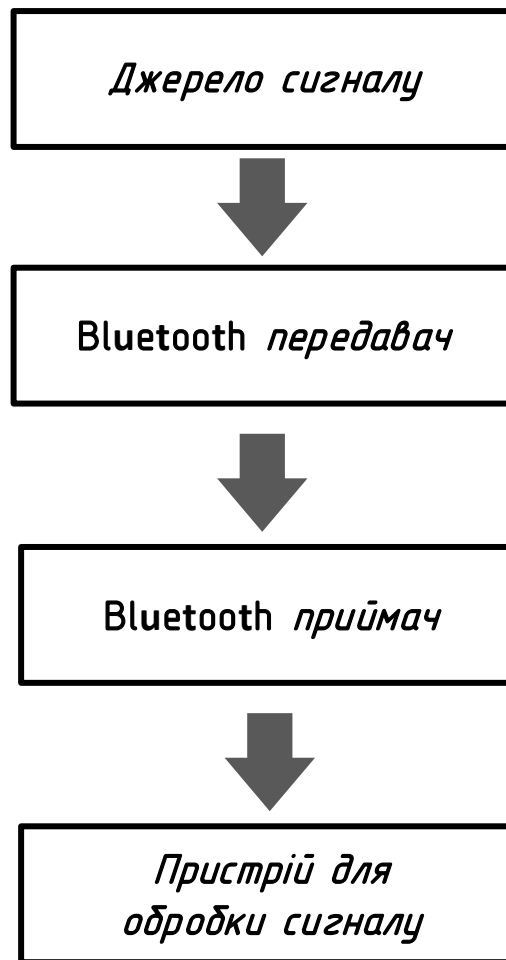 Джерело сигналу
Bluetooth передавач
Bluetooth приймач
Пристрій для
обробки сигналу